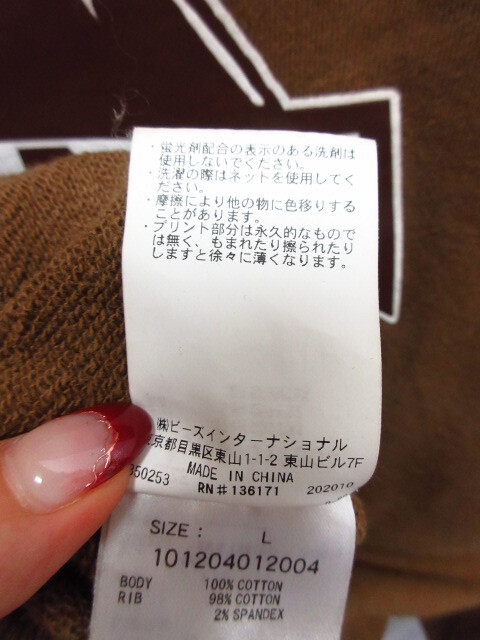 ・蛍光剤配合の表示のある洗剤は
使用しないでください。
・洗濯の際はネットを使用してく
ださい。
・摩擦により他の物に色移りする
ことがあります。
・プリント部分は永久的なもので
は無く、もまれたり擦られたり
しますと徐々に薄くなります。
㈱ビーズインターナショナル
京都目黒区東山1-1-2 東山ビル7F
MADE IN CHINA
350253 RN#136171 202010
SIZE : L
101204012004
BODY 100% COTTON
RIB 98% COTTON
2% SPANDEX